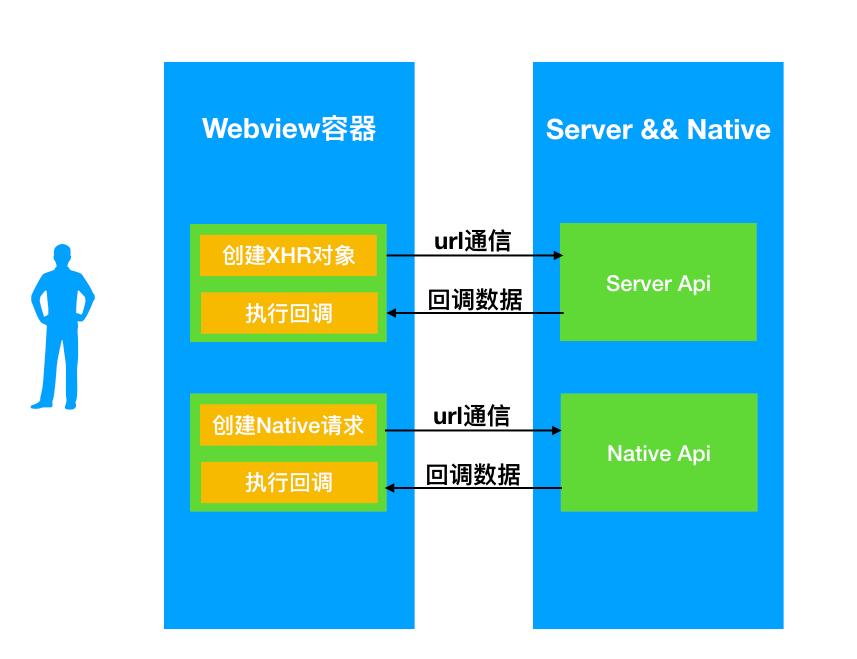 Webview容器
Server && Native
创建XHR对象
url通信
执行回调
回调数据
Server Api
创建Native请求
url通信
执行回调
回调数据
Native Api